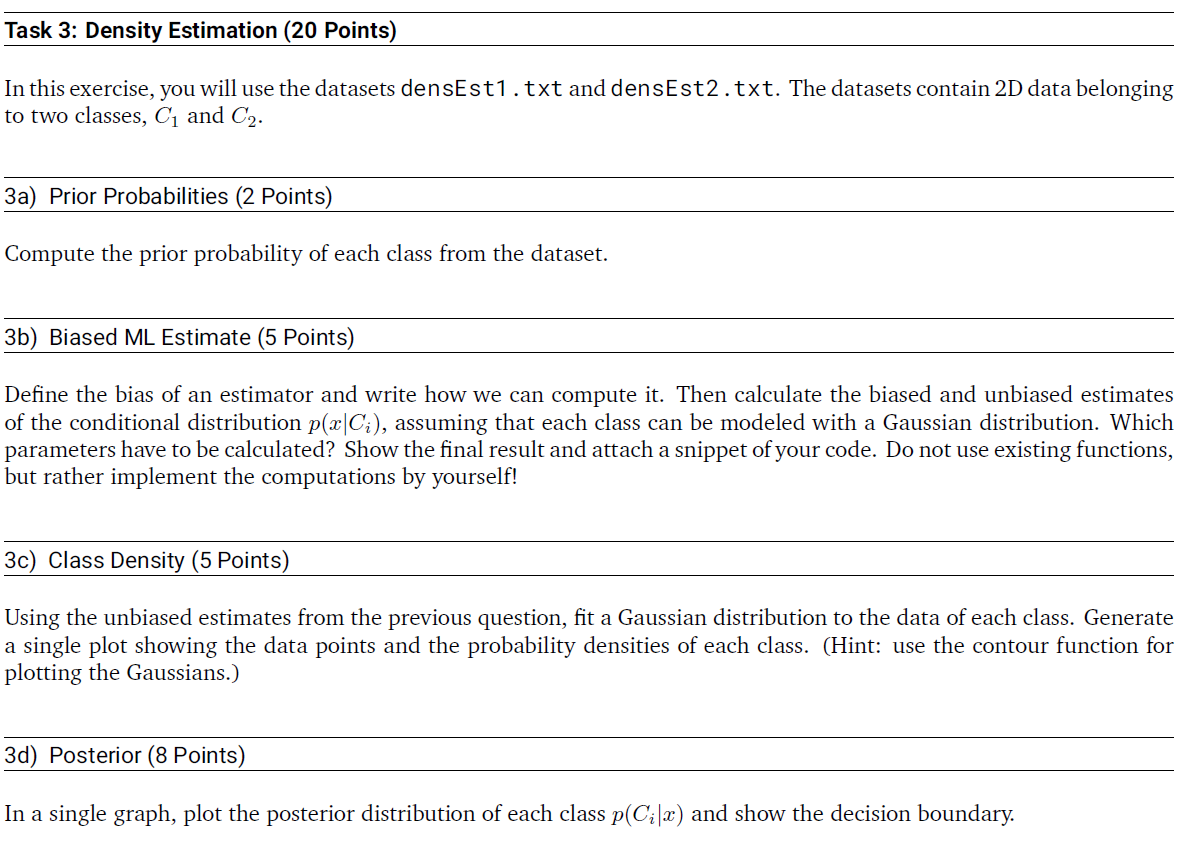 Task 3: Density Estimation (20 Points)
In this exercise, you will use the datasets densEst1.txt and densEst2.txt. The datasets contain 2D data belonging
to two classes, C₁ and C₂.
3a) Prior Probabilities (2 Points)
Compute the prior probability of each class from the dataset.
3b) Biased ML Estimate (5 Points)
Define the bias of an estimator and write how we can compute it. Then calculate the biased and unbiased estimates
of the conditional distribution p(x|Cᵢ), assuming that each class can be modeled with a Gaussian distribution. Which
parameters have to be calculated? Show the final result and attach a snippet of your code. Do not use existing functions,
but rather implement the computations by yourself!
3c) Class Density (5 Points)
Using the unbiased estimates from the previous question, fit a Gaussian distribution to the data of each class. Generate
a single plot showing the data points and the probability densities of each class. (Hint: use the contour function for
plotting the Gaussians.)
3d) Posterior (8 Points)
In a single graph, plot the posterior distribution of each class p(Cᵢ|x) and show the decision boundary.